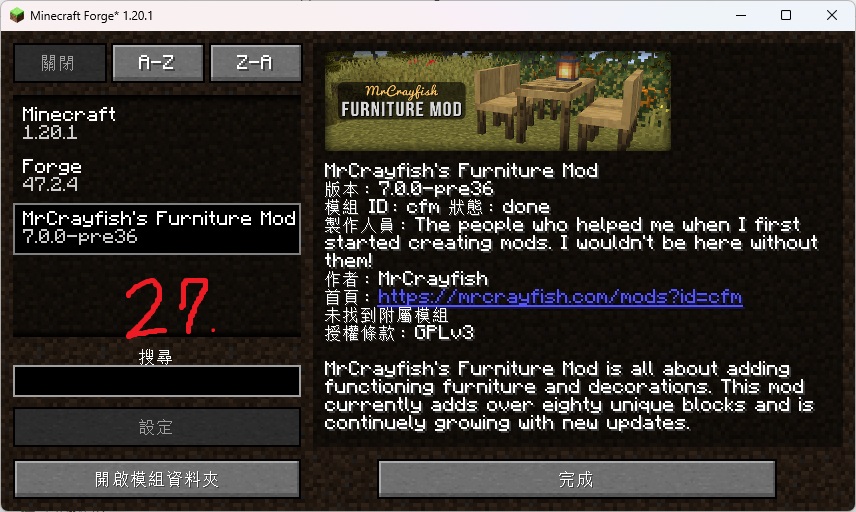 Minecraft Forge* 1.20.1
關閉
A-Z
Z-A
Minecraft
1.20.1
Forge
47.2.4
MrCrayfish's Furniture Mod
7.0.0-pre36
27.
搜尋
設定
開啟模組資料夾
MrCrayfish
FURNITURE MOD
MrCrayfish's Furniture Mod
版本：7.0.0-pre36
模組 ID：cfm 狀態：done
製作人員：The people who helped me when I first
started creating mods. I wouldn't be here without
them!
作者：MrCrayfish
首頁：https://mrcrayfish.com/mods?id=cfm
未找到附屬模組
授權條款：GPLv3
MrCrayfish's Furniture Mod is all about adding
functioning furniture and decorations. This mod
currently adds over eighty unique blocks and is
continuely growing with new updates.
完成